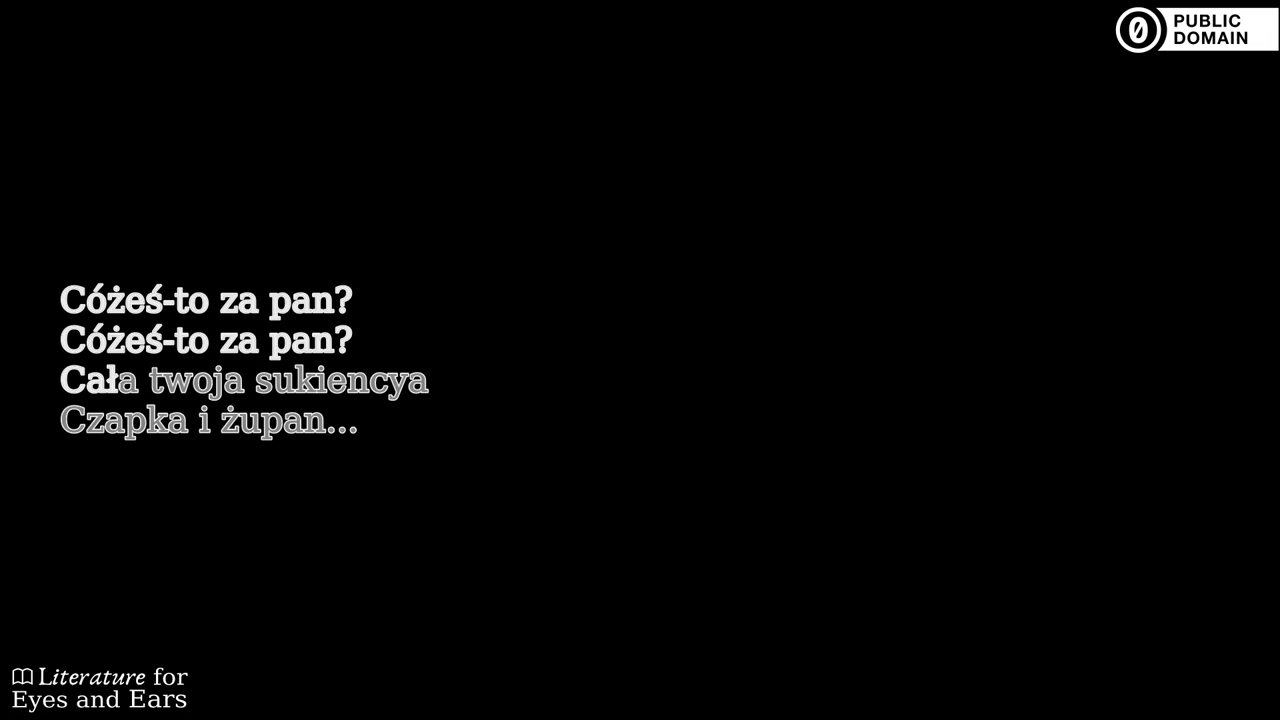 PUBLIC
DOMAIN
Cóżeś-to za pan?
Cóżeś-to za pan?
Cała twoja sukiencya
Czapka i żupan...
Literature for
Eyes and Ears